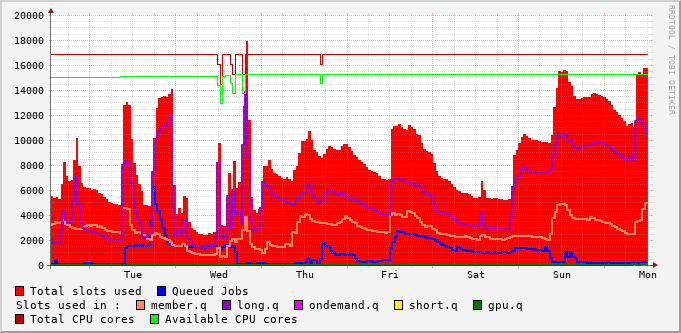 20000
18000
16000
14000
12000
10000
8000
6000
4000
2000
0
Tue Wed Thu Fri Sat Sun Mon
RRDTOOL / TOBI OETIKER
Total slots used Queued Jobs
Slots used in : member.q long.q ondemand.q short.q gpu.q
Total CPU cores Available CPU cores